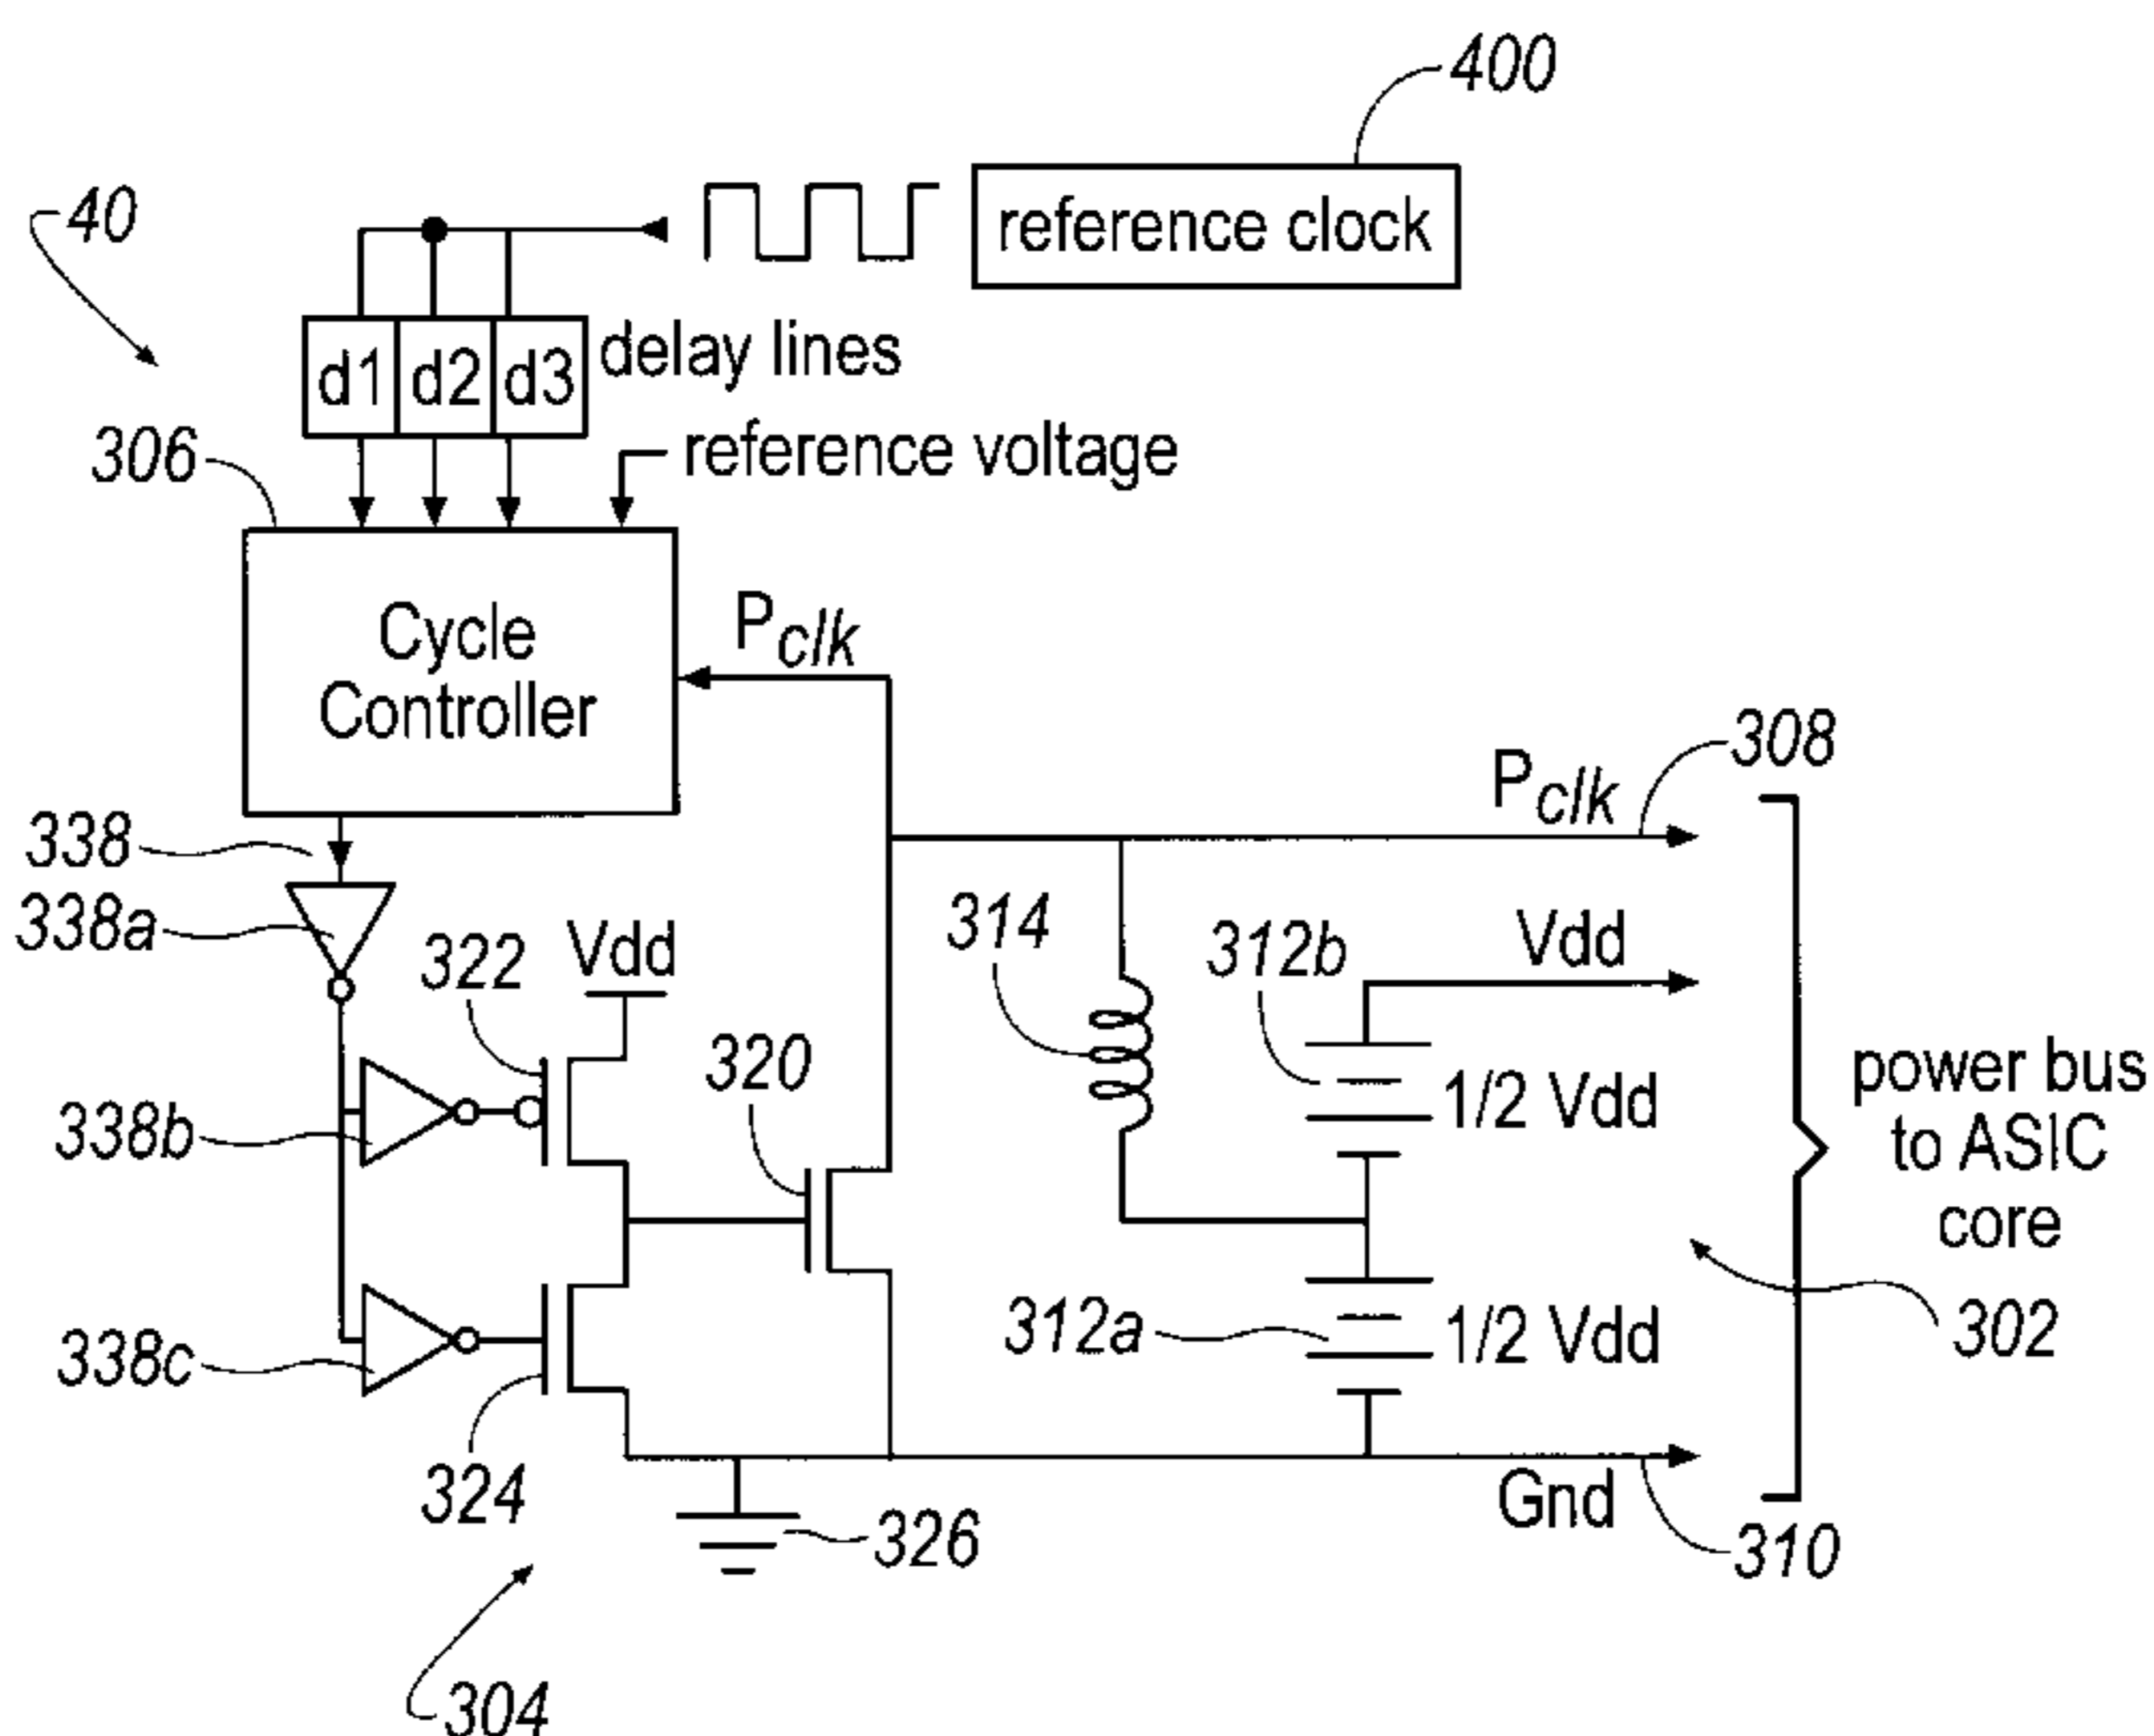 400
40
reference clock
d1 d2 d3
delay lines
306
reference voltage
Cycle
Controller
Pclk
338
338a
Pclk
308
322
Vdd
314
312b
Vdd
320
1/2 Vdd
338b
power bus
to ASIC
core
338c
312a
1/2 Vdd
302
324
326
Gnd
310
304